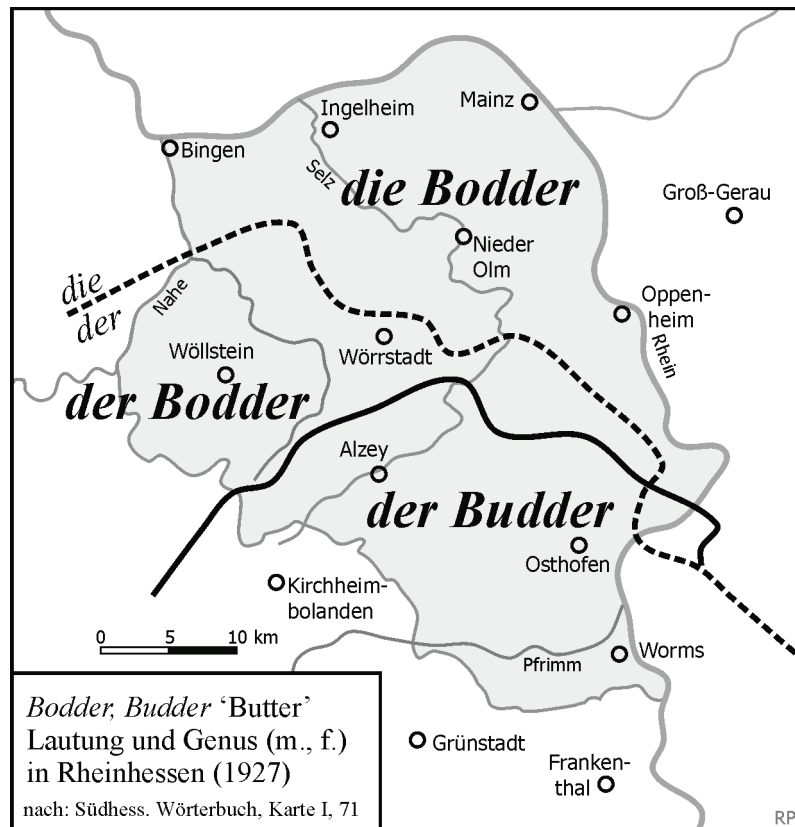 Ingelheim
Mainz
Bingen
Selz
die Bodder
Groß-Gerau
Nieder
Olm
die
der
Nahe
Oppen-
heim
Rhein
Wörrstadt
Wöllstein
der Bodder
Alzey
der Budder
Osthofen
Kirchheim-
bolanden
0 5 10 km
Pfrimm
Worms
Bodder, Budder ‘Butter’
Lautung und Genus (m., f.)
in Rheinhessen (1927)
nach: Südhess. Wörterbuch, Karte I, 71
Grünstadt
Franken-
thal
RP